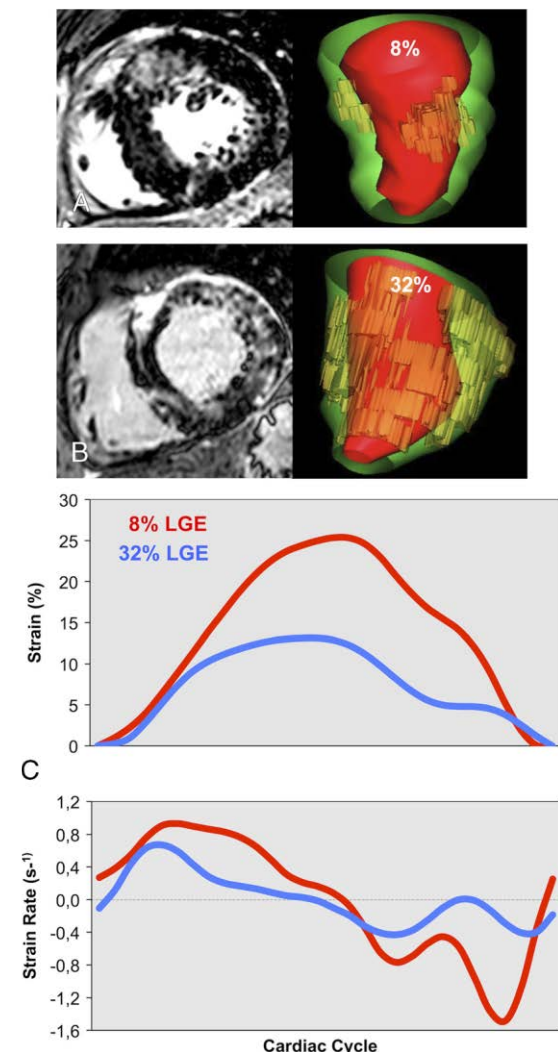 8%
A
32%
B
30
25
20
15
10
5
0
Strain (%)
8% LGE
32% LGE
C
1,2
0,8
0,4
0,0
-0,4
-0,8
-1,2
-1,6
Strain Rate (s-1)
Cardiac Cycle